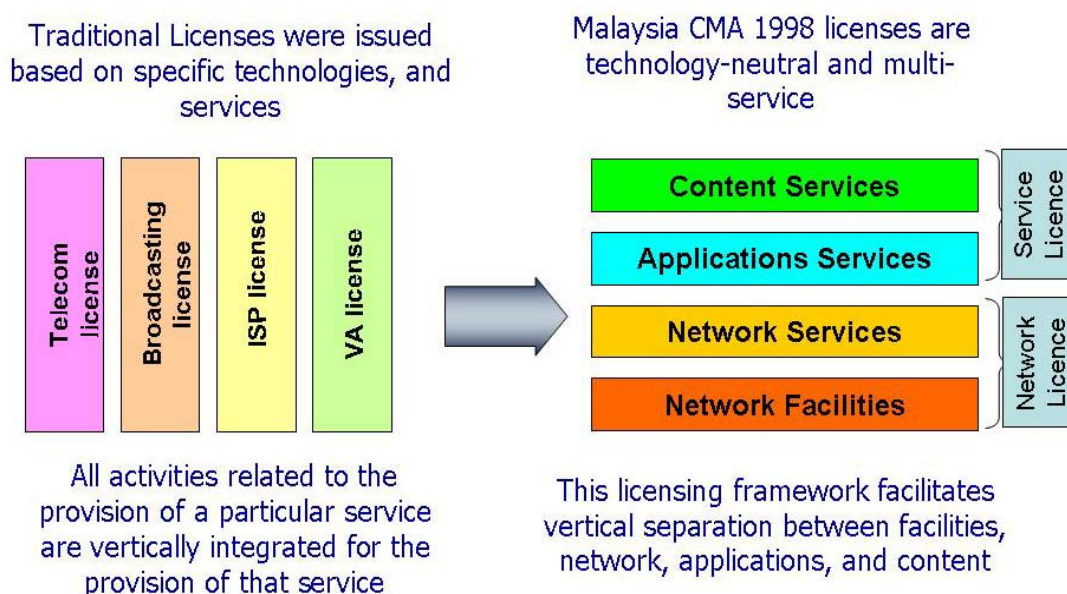 Traditional Licenses were issued
based on specific technologies, and
services
Malaysia CMA 1998 licenses are
technology-neutral and multi-
service
Telecom
license
Broadcasting
license
ISP license
VA license
Content Services
Applications Services
Network Services
Network Facilities
Service
Licence
Network
Licence
All activities related to the
provision of a particular service
are vertically integrated for the
provision of that service
This licensing framework facilitates
vertical separation between facilities,
network, applications, and content